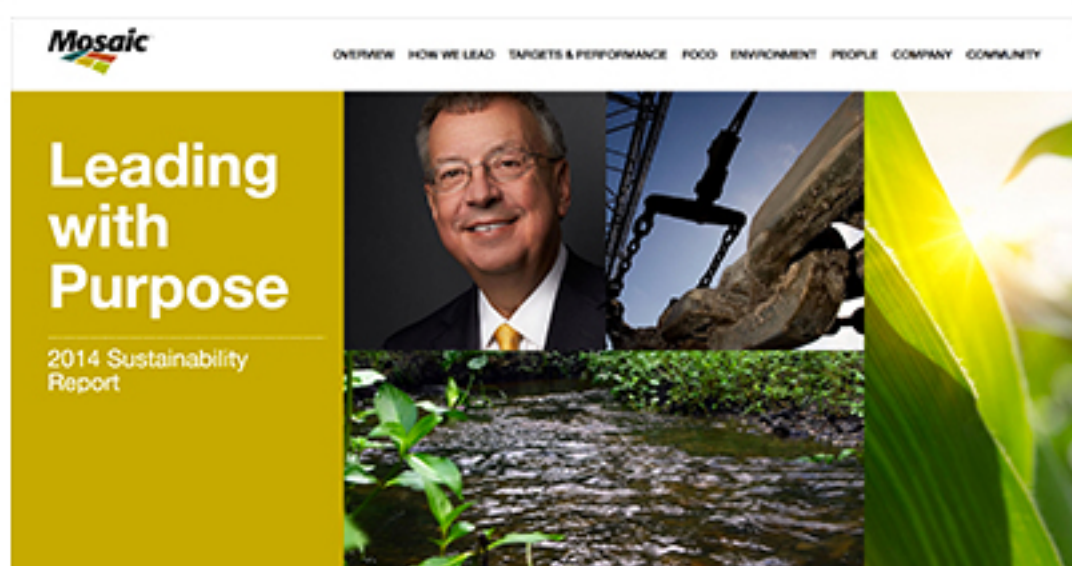 Mosaic
OVERVIEW HOW WE LEAD TARGETS & PERFORMANCE FOOD ENVIRONMENT PEOPLE COMPANY COMMUNITY
Leading
with
Purpose
2014 Sustainability
Report